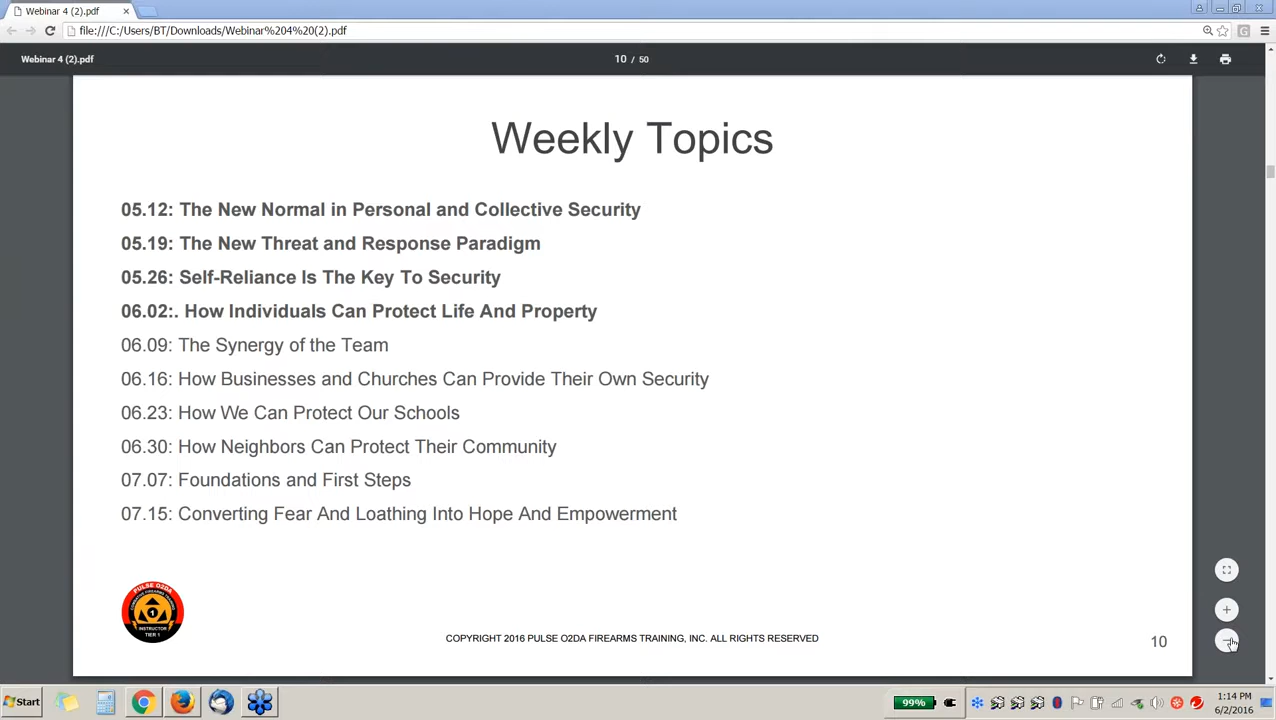 Webinar 4 (2).pdf
file:///C:/Users/BT/Downloads/Webinar%204%20(2).pdf
Webinar 4 (2).pdf
10 / 50
Weekly Topics
05.12: The New Normal in Personal and Collective Security
05.19: The New Threat and Response Paradigm
05.26: Self-Reliance Is The Key To Security
06.02:. How Individuals Can Protect Life And Property
06.09: The Synergy of the Team
06.16: How Businesses and Churches Can Provide Their Own Security
06.23: How We Can Protect Our Schools
06.30: How Neighbors Can Protect Their Community
07.07: Foundations and First Steps
07.15: Converting Fear And Loathing Into Hope And Empowerment
PULSE O2DA
1
INSTRUCTOR
TIER 1
COPYRIGHT 2016 PULSE O2DA FIREARMS TRAINING, INC. ALL RIGHTS RESERVED
10
Start
99%
1:14 PM
6/2/2016